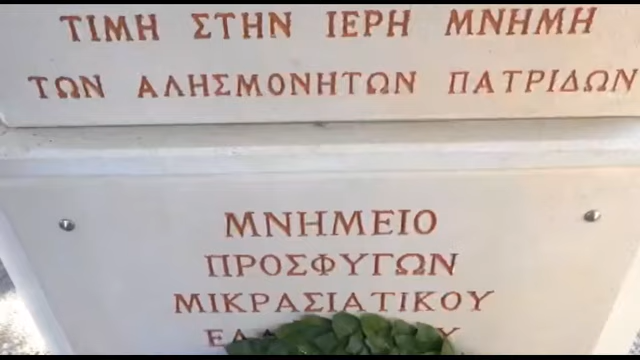 ΤΙΜΗ ΣΤΗΝ ΙΕΡΗ ΜΝΗΜΗ
ΤΩΝ ΑΛΗΣΜΟΝΗΤΩΝ ΠΑΤΡΙΔΩΝ
ΜΝΗΜΕΙΟ
ΠΡΟΣΦΥΓΩΝ
ΜΙΚΡΑΣΙΑΤΙΚΟΥ